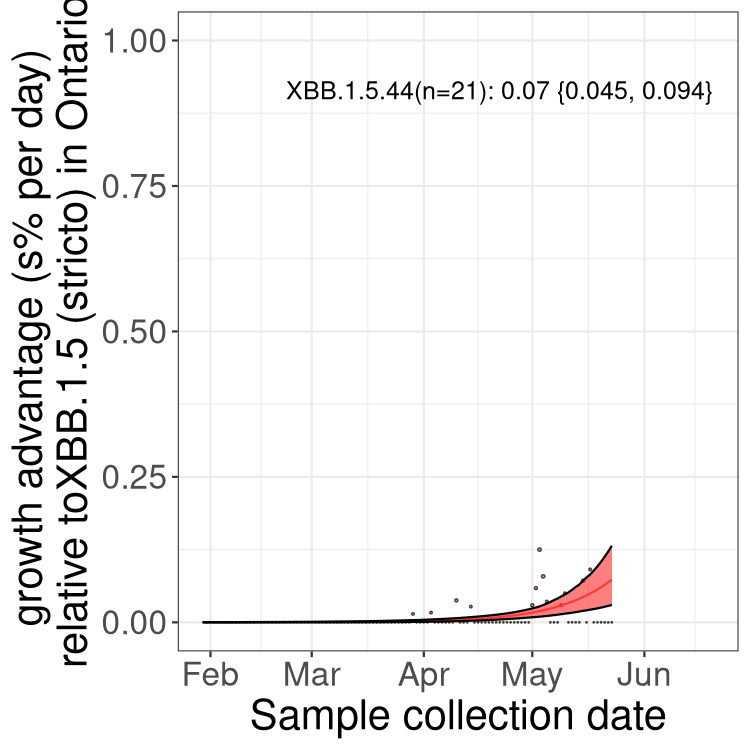 growth advantage (s% per day)
relative toXBB.1.5 (stricto) in Ontario
1.00
0.75
0.50
0.25
0.00
XBB.1.5.44(n=21): 0.07 {0.045, 0.094}
Feb Mar Apr May Jun
Sample collection date